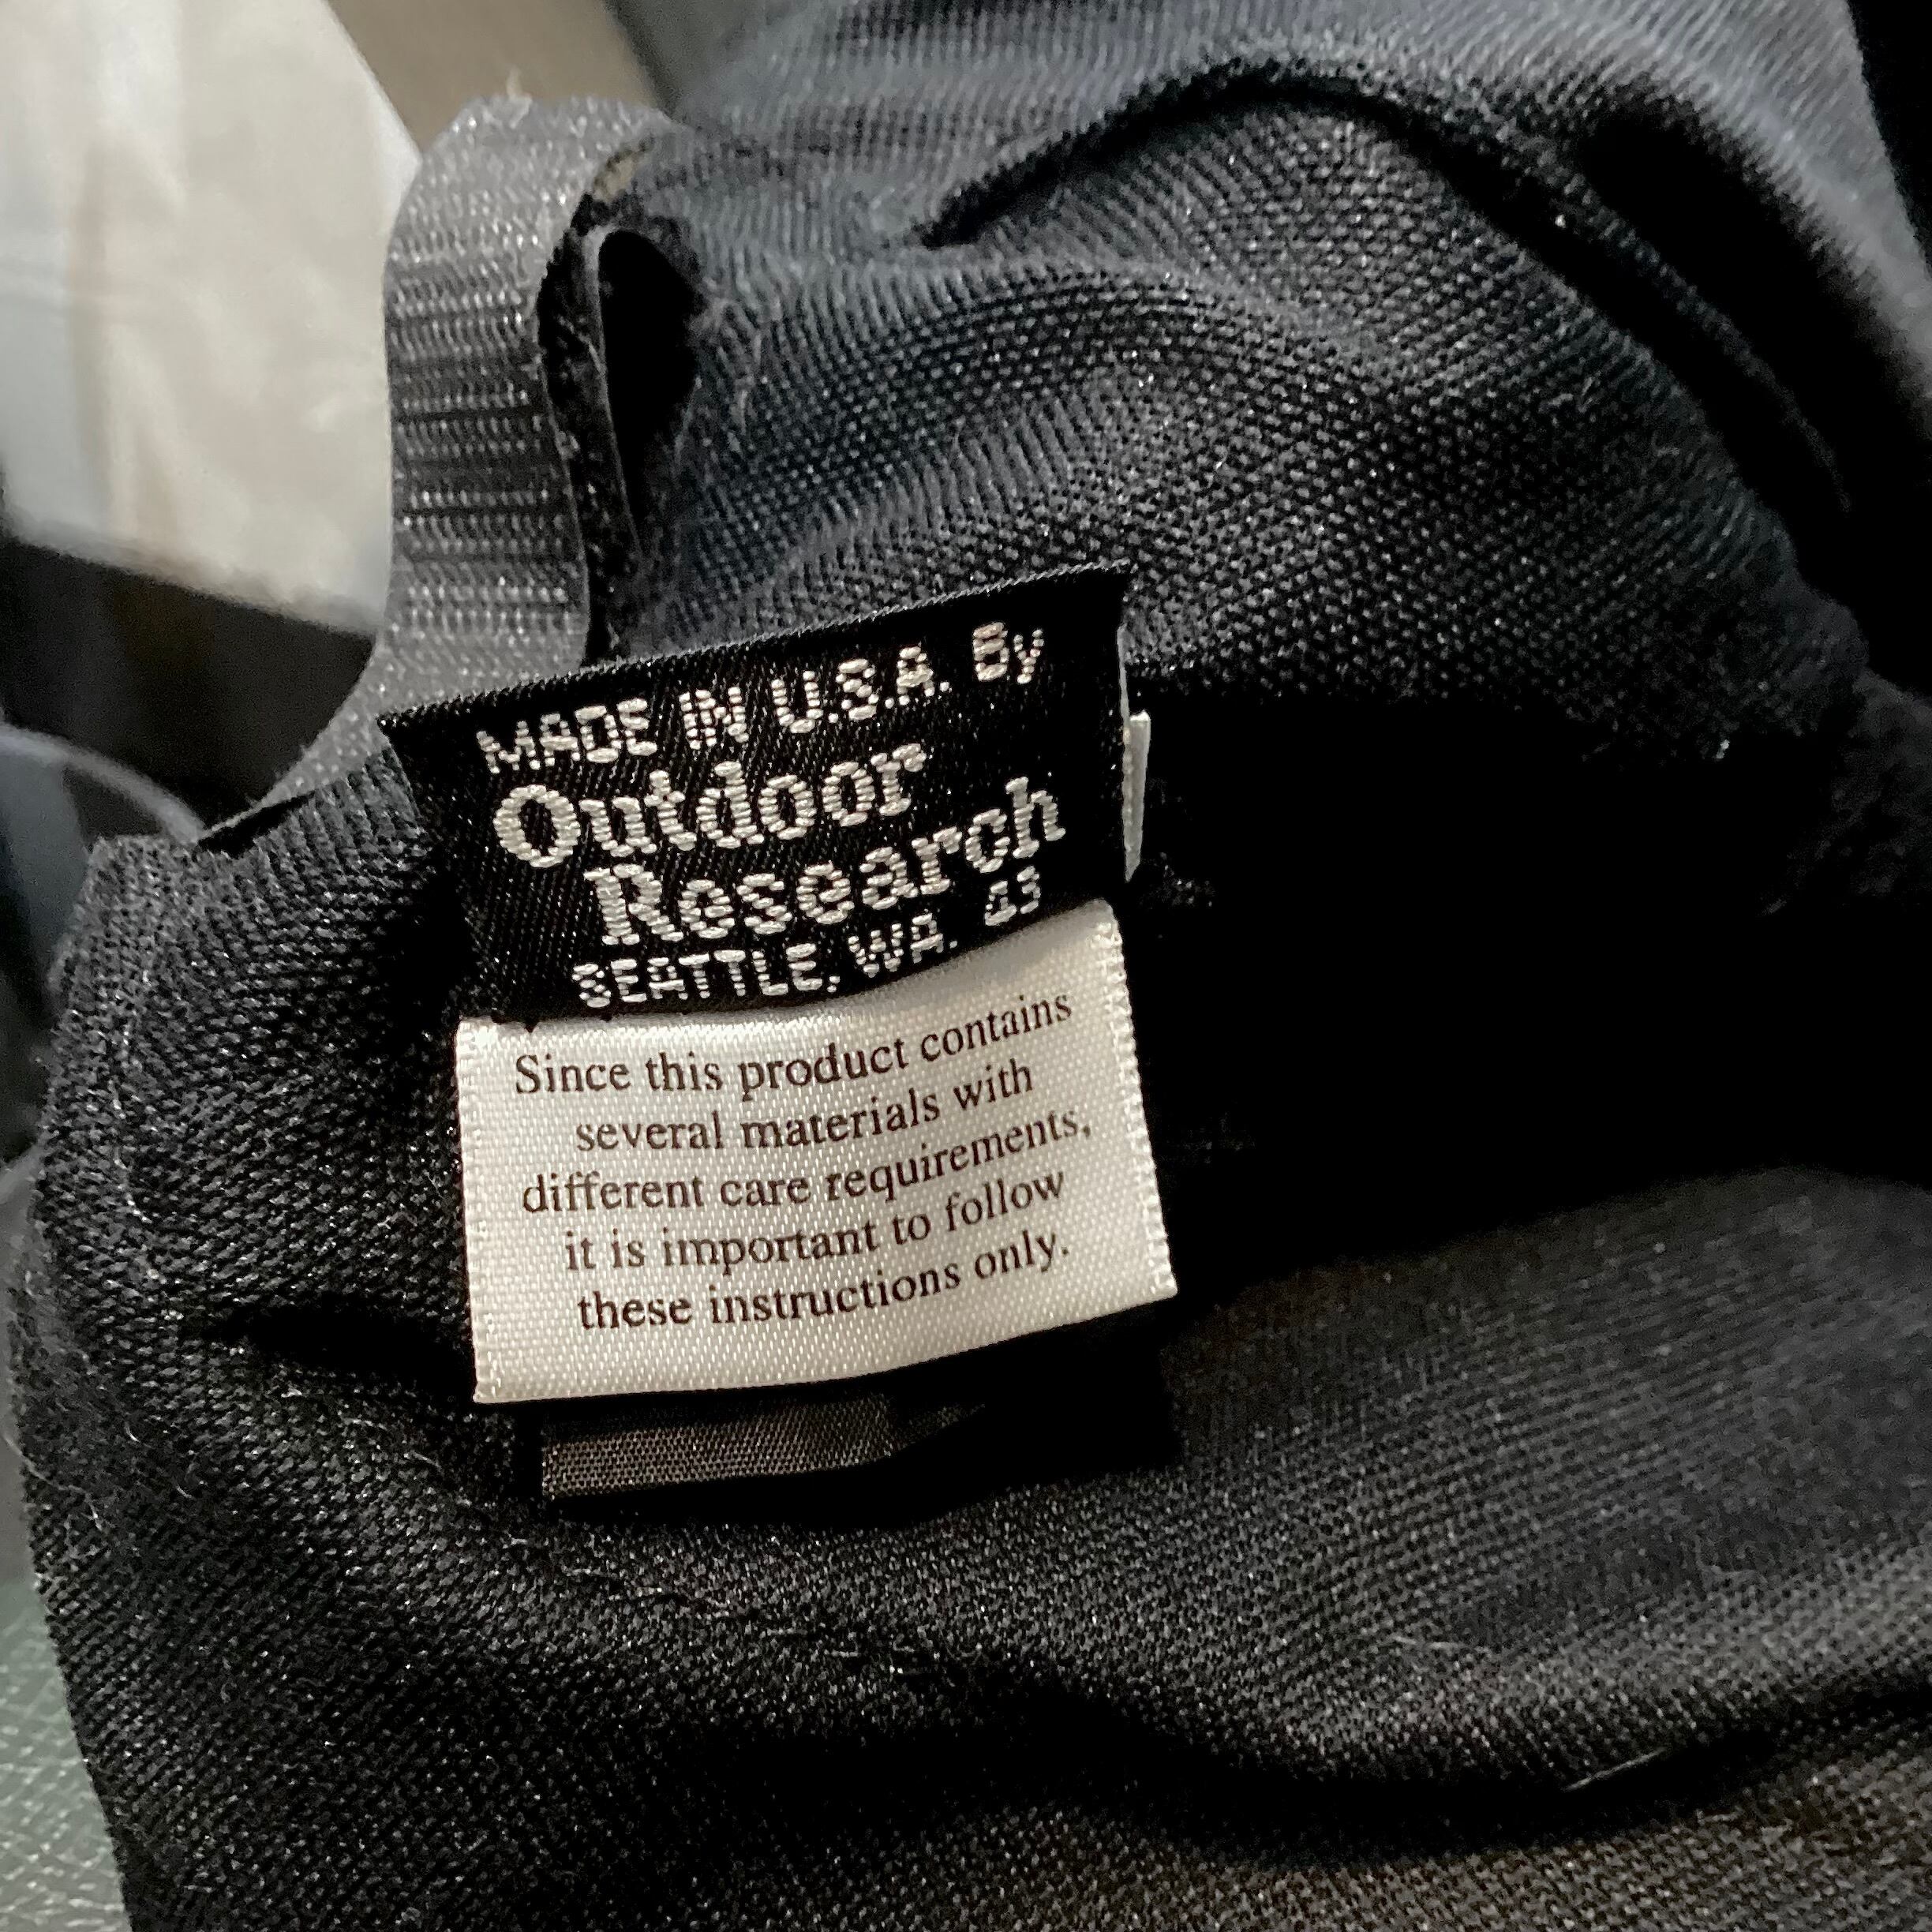 MADE IN U.S.A. By
Outdoor
Research
SEATTLE, WA. 43
Since this product contains
several materials with
different care requirements,
it is important to follow
these instructions only.